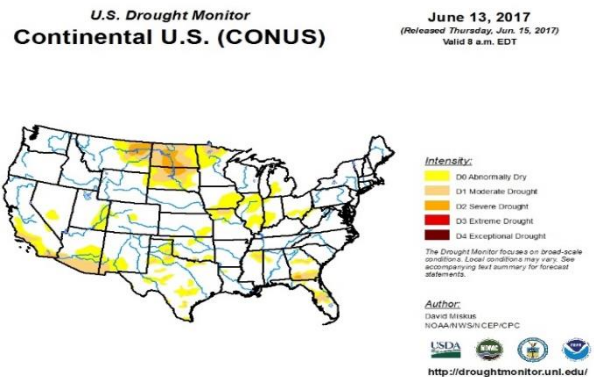 U.S. Drought Monitor
Continental U.S. (CONUS)
June 13, 2017
(Released Thursday, Jun. 15, 2017)
Valid 8 a.m. EDT
Intensity:
D0 Abnormally Dry
D1 Moderate Drought
D2 Severe Drought
D3 Extreme Drought
D4 Exceptional Drought
The Drought Monitor focuses on broad-scale
conditions. Local conditions may vary. See
accompanying text summary for forecast
statements.
Author:
David Miskus
NOAA/NWS/NCEP/CPC
USDA
NDMC
http://droughtmonitor.unl.edu/